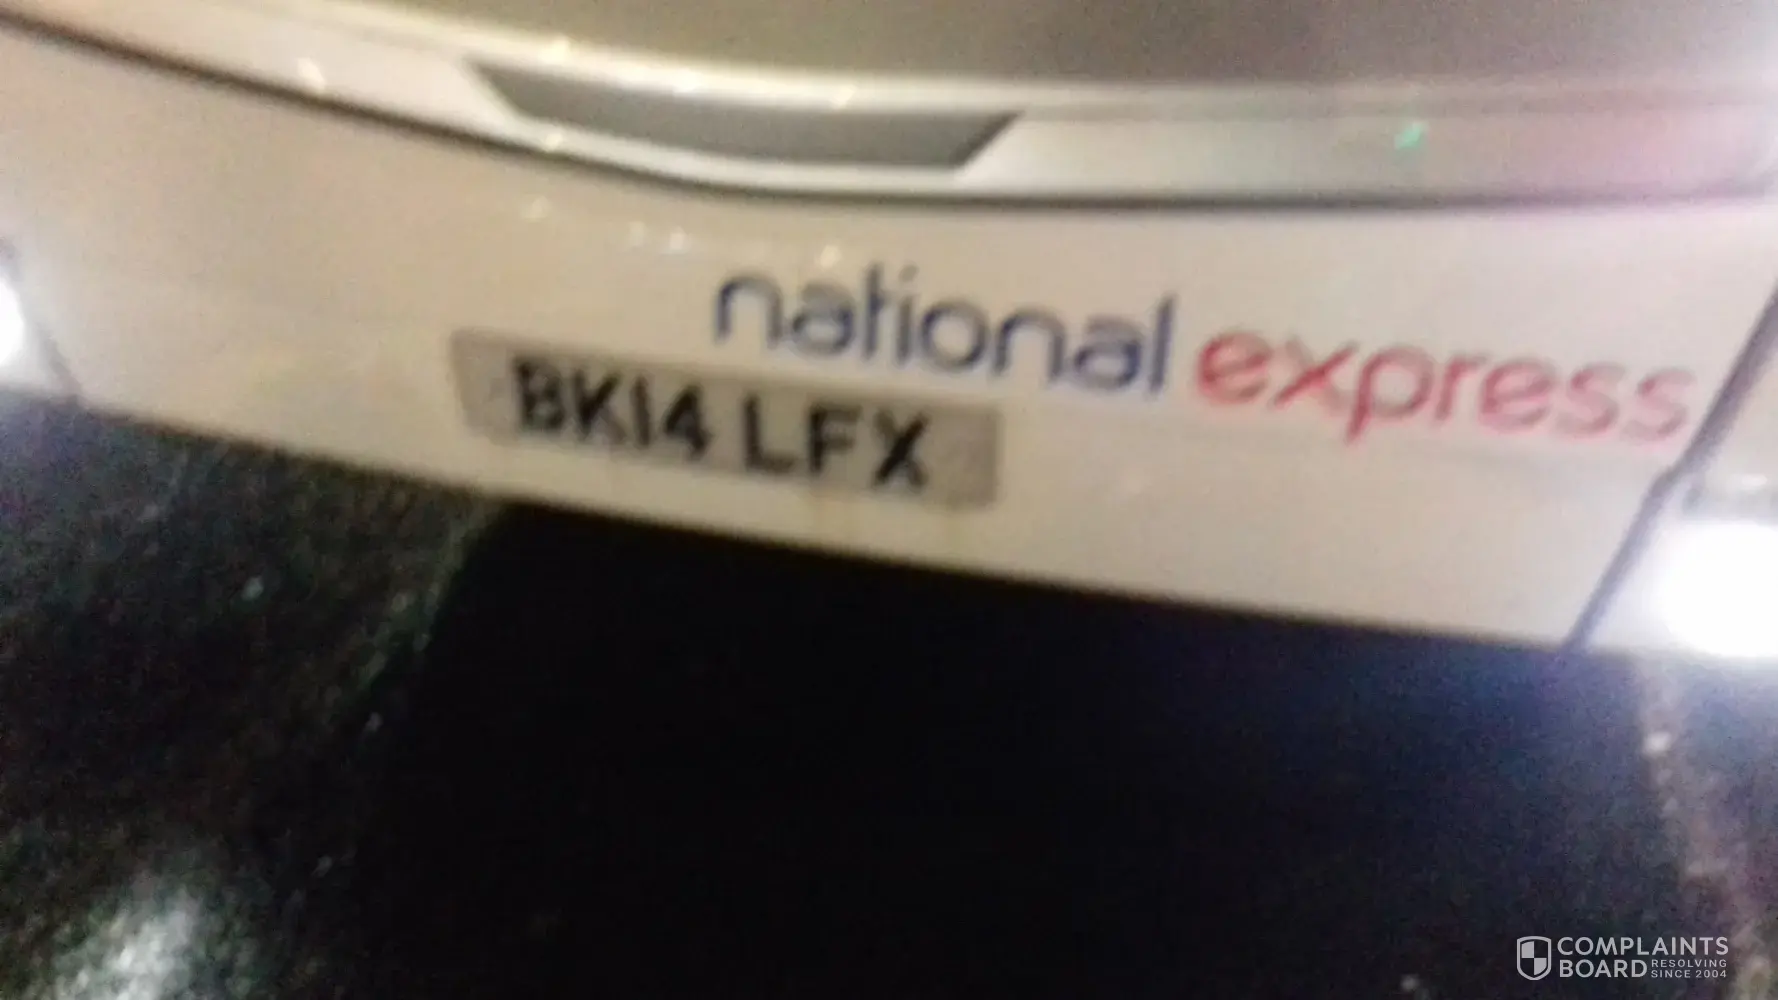 national express
BK14 LFX
COMPLAINTS
BOARD RESOLVING
SINCE 2004